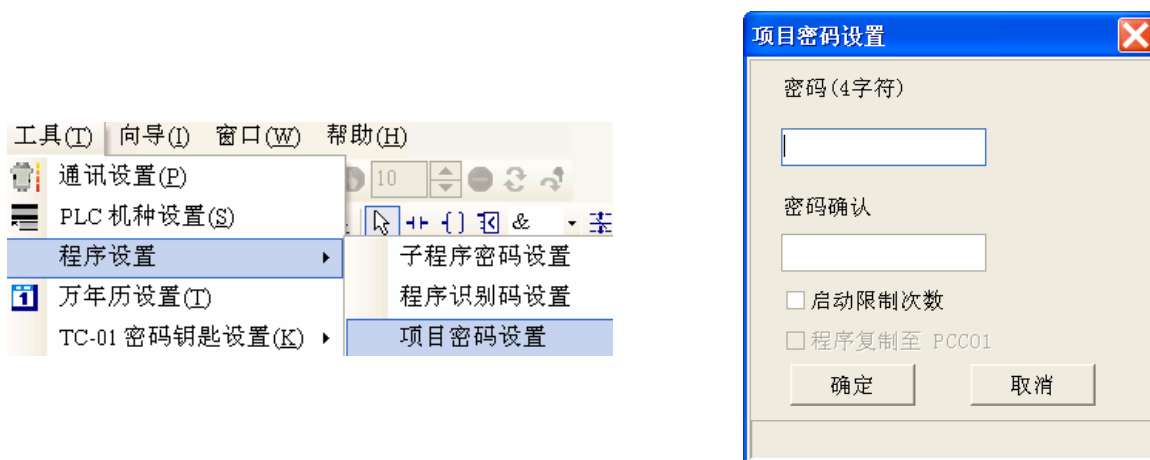 工具(T) 向导(I) 窗口(W) 帮助(H)
通讯设置(P)
10
PLC 机种设置(S)
&
程序设置
子程序密码设置
1 万年历设置(T)
程序识别码设置
TC-01 密码钥匙设置(K)
项目密码设置
项目密码设置
密码(4字符)
密码确认
启动限制次数
程序复制至 PCC01
确定 取消